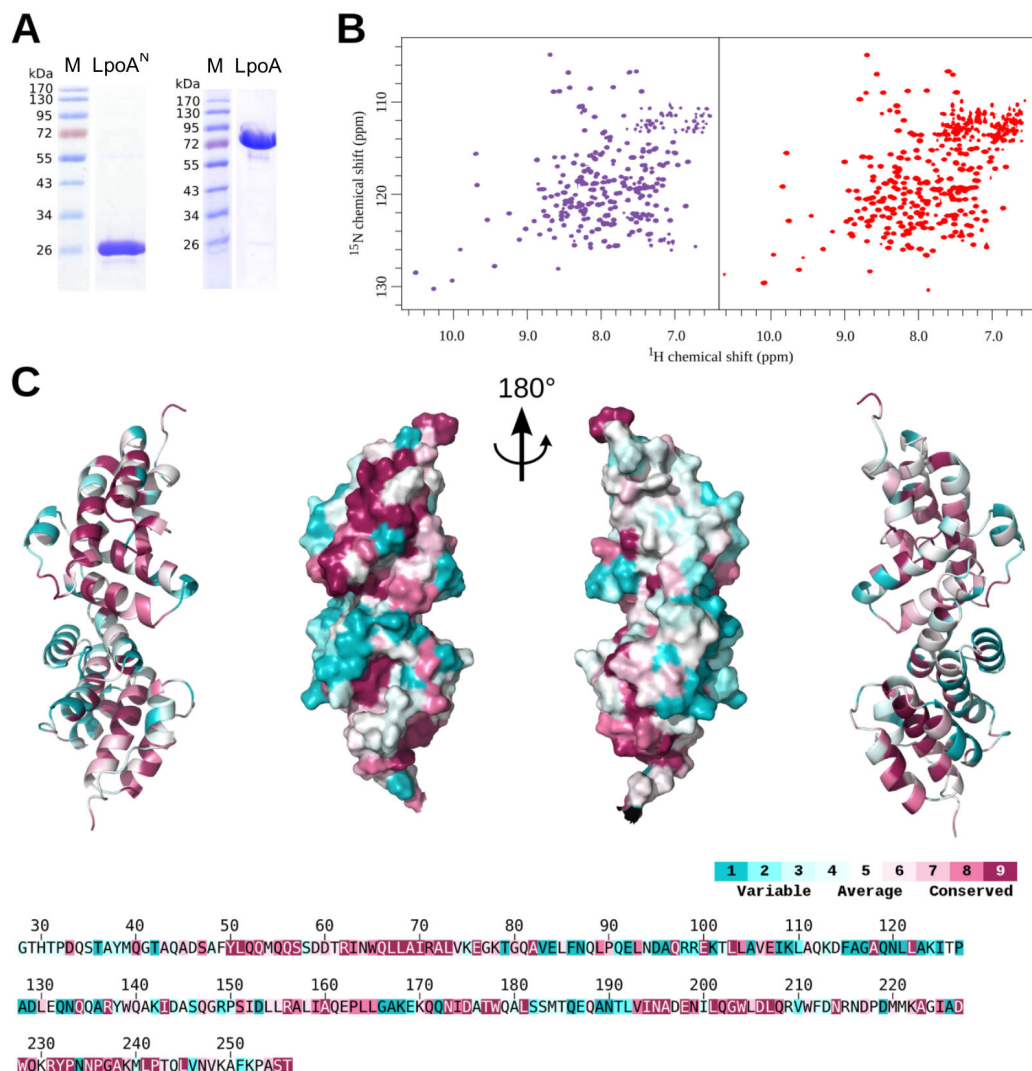 A
M LpoA^N
kDa
170
130
95
72
55
43
34
26
M LpoA
kDa
170
130
95
72
55
43
34
26
B
110
120
130
¹⁵N chemical shift (ppm)
10.0 9.0 8.0 7.0
10.0 9.0 8.0 7.0
¹H chemical shift (ppm)
C
180°
1 2 3 4 5 6 7 8 9
Variable Average Conserved
30 40 50 60 70 80 90 100 110 120
GTHTPDQSTAYMQGTAQADSAFYLQQMQQSSDDTRINWQLLAIRALVKEGKTGQAVELFNQLPQELNDAQRREKTLLAVEIKLAQKDFAGAQNLLAKITP
130 140 150 160 170 180 190 200 210 220
ADLEQNQQARYWQAKIDASQGRPSIDLLRALIAQEPLLGAKEKQQNIDATWQALSSMTQEQANTLVINADENILQGWLDLQRVWFDNRNDPDMMKAGIAD
230 240 250
WQKRYPNNPGAKMLPTQLVNVKAFKPAST